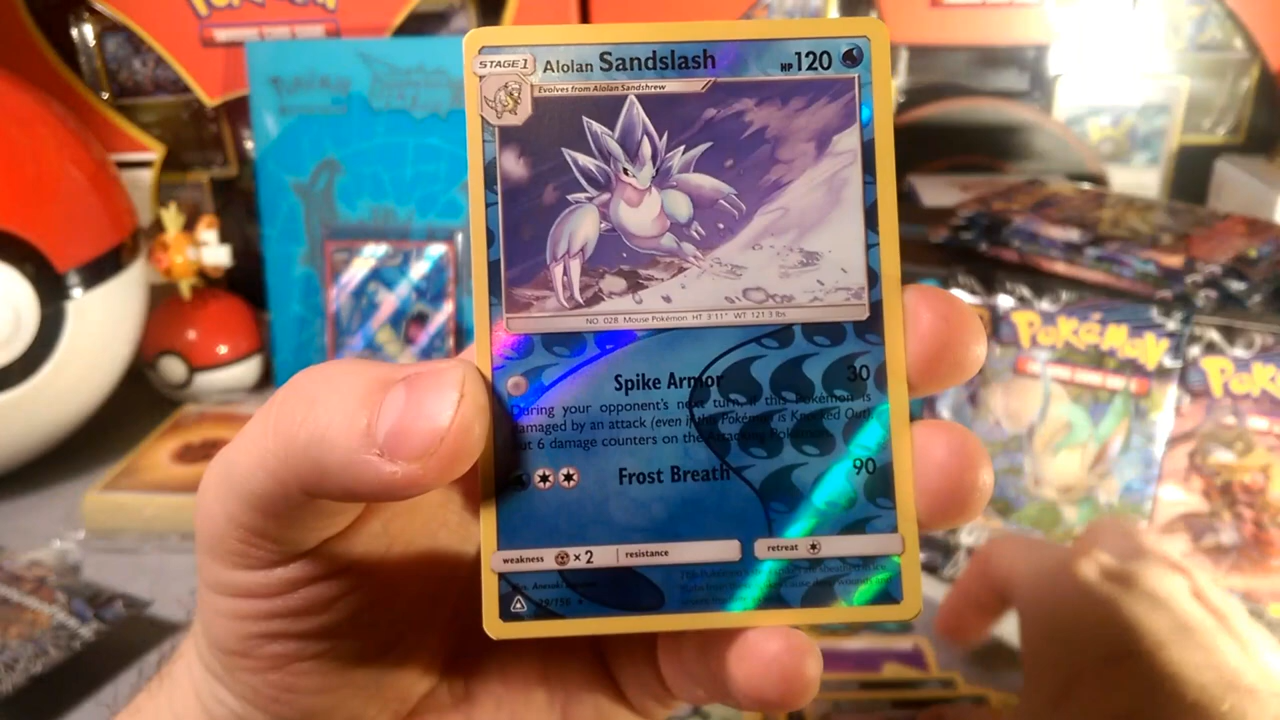 STAGE 1 Alolan Sandslash HP 120
Evolves from Alolan Sandshrew
NO. 028 Mouse Pokémon HT 3'11" WT 121.3 lbs
Spike Armor 30
During your opponent's next turn, if this Pokémon is
damaged by an attack (even if this Pokémon is Knocked Out),
put 6 damage counters on the Attacking Pokémon.
Frost Breath 90
weakness ×2 resistance
retreat
29/156
Pokémon